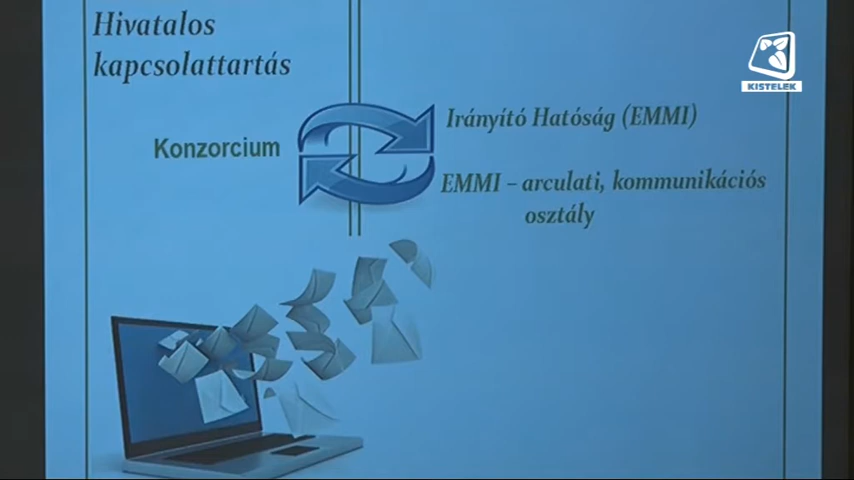 Hivatalos
kapcsolattartás
Konzorcium
Irányító Hatóság (EMMI)
EMMI – arculati, kommunikációs
osztály
KISTELEK